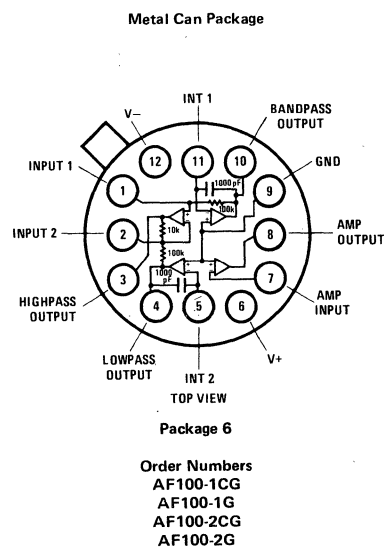 Metal Can Package
INT 1
V−
BANDPASS
OUTPUT
12
11
10
INPUT 1
GND
1000 pF
1
9
100k
INPUT 2
2
10k
8
AMP
OUTPUT
100k
3
1000
pF
7
HIGHPASS
OUTPUT
4
5
6
AMP
INPUT
LOWPASS
OUTPUT
V+
INT 2
TOP VIEW
Package 6
Order Numbers
AF100-1CG
AF100-1G
AF100-2CG
AF100-2G